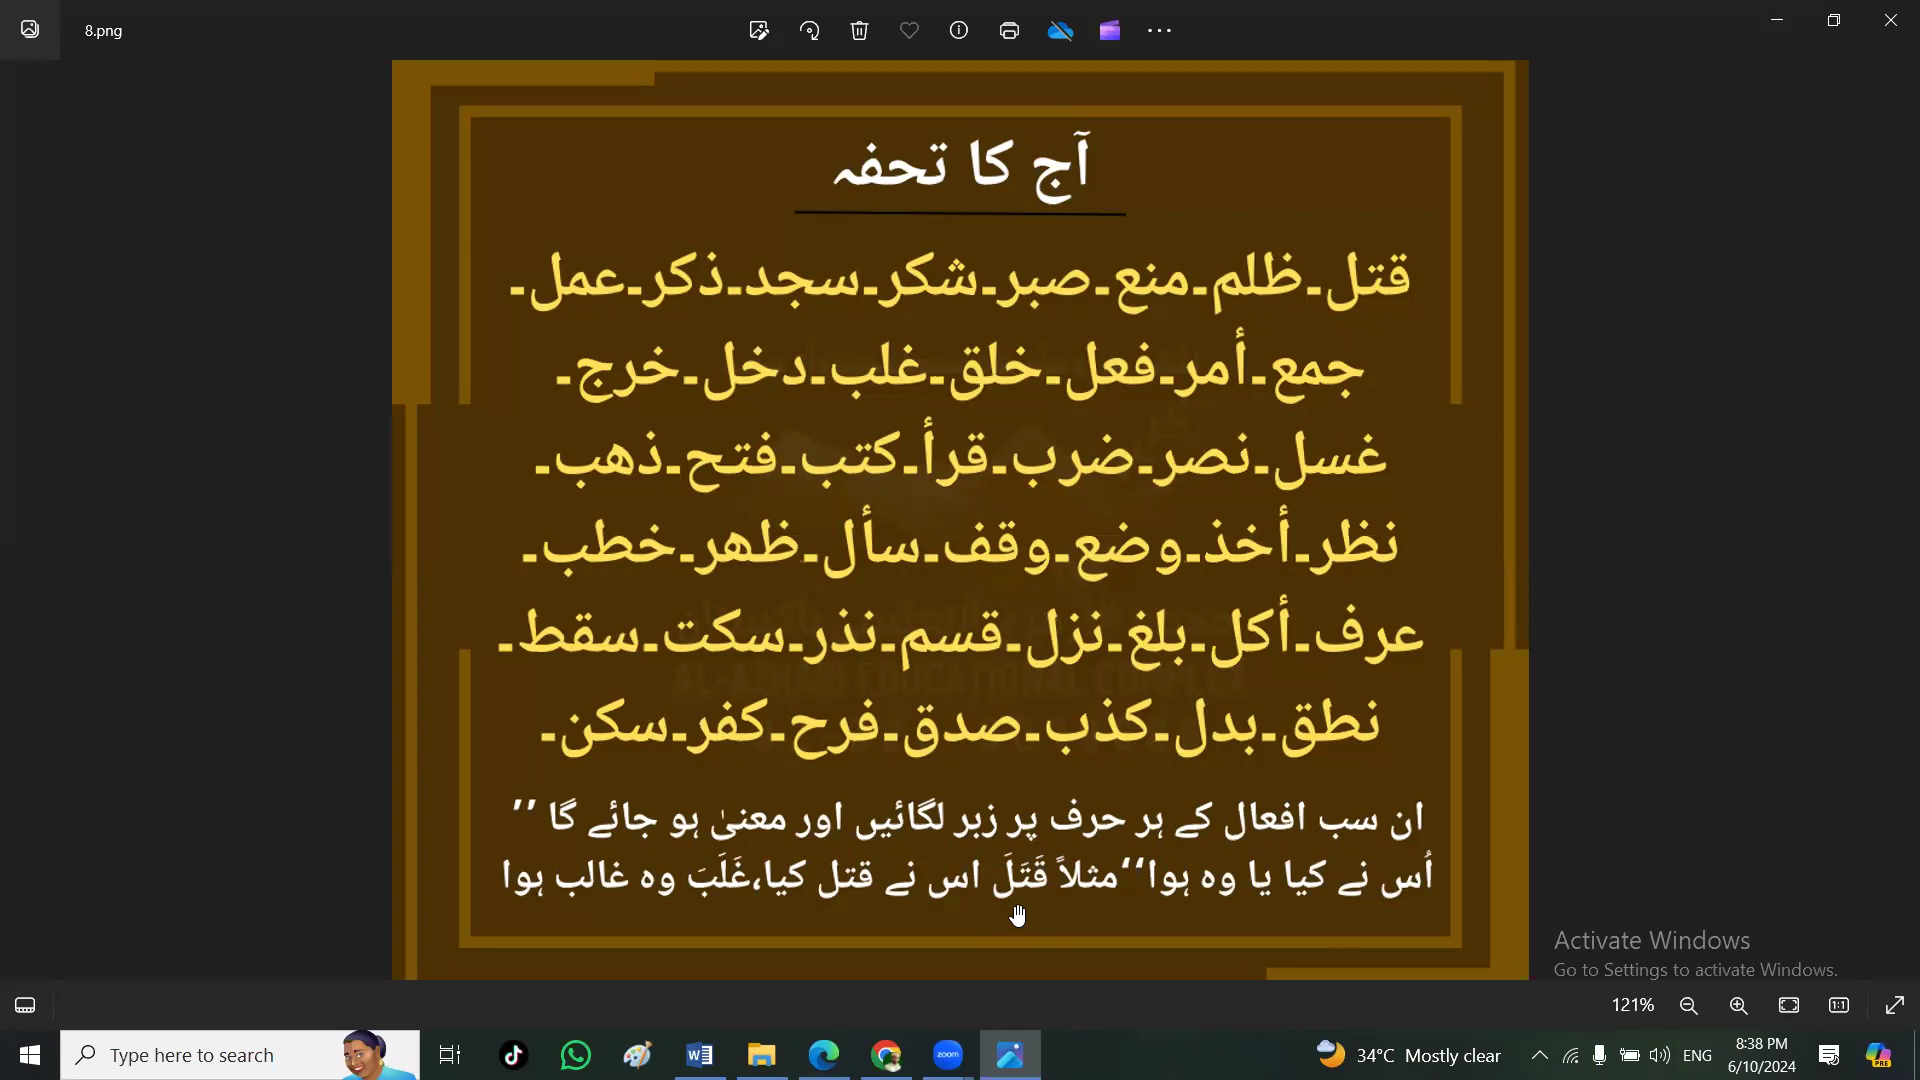 8.png
آج کا تحفہ
قتل۔ظلم۔منع۔صبر۔شکر۔سجد۔ذکر۔عمل۔
جمع۔أمر۔فعل۔خلق۔غلب۔دخل۔خرج۔
غسل۔نصر۔ضرب۔قرأ۔کتب۔فتح۔ذھب۔
نظر۔أخذ۔وضع۔وقف۔سأل۔ظھر۔خطب۔
عرف۔أکل۔بلغ۔نزل۔قسم۔نذر۔سکت۔سقط۔
نطق۔بدل۔کذب۔صدق۔فرح۔کفر۔سکن۔
ان سب افعال کے ہر حرف پر زبر لگائیں اور معنیٰ ہو جائے گا ’’
اُس نے کیا یا وہ ہوا‘‘مثلاً قَتَلَ اس نے قتل کیا،غَلَبَ وہ غالب ہوا
AL-AZHARI EDUCATIONAL COMPLEX
Activate Windows
Go to Settings to activate Windows.
121%
Type here to search
zoom
34°C Mostly clear
ENG
8:38 PM
6/10/2024